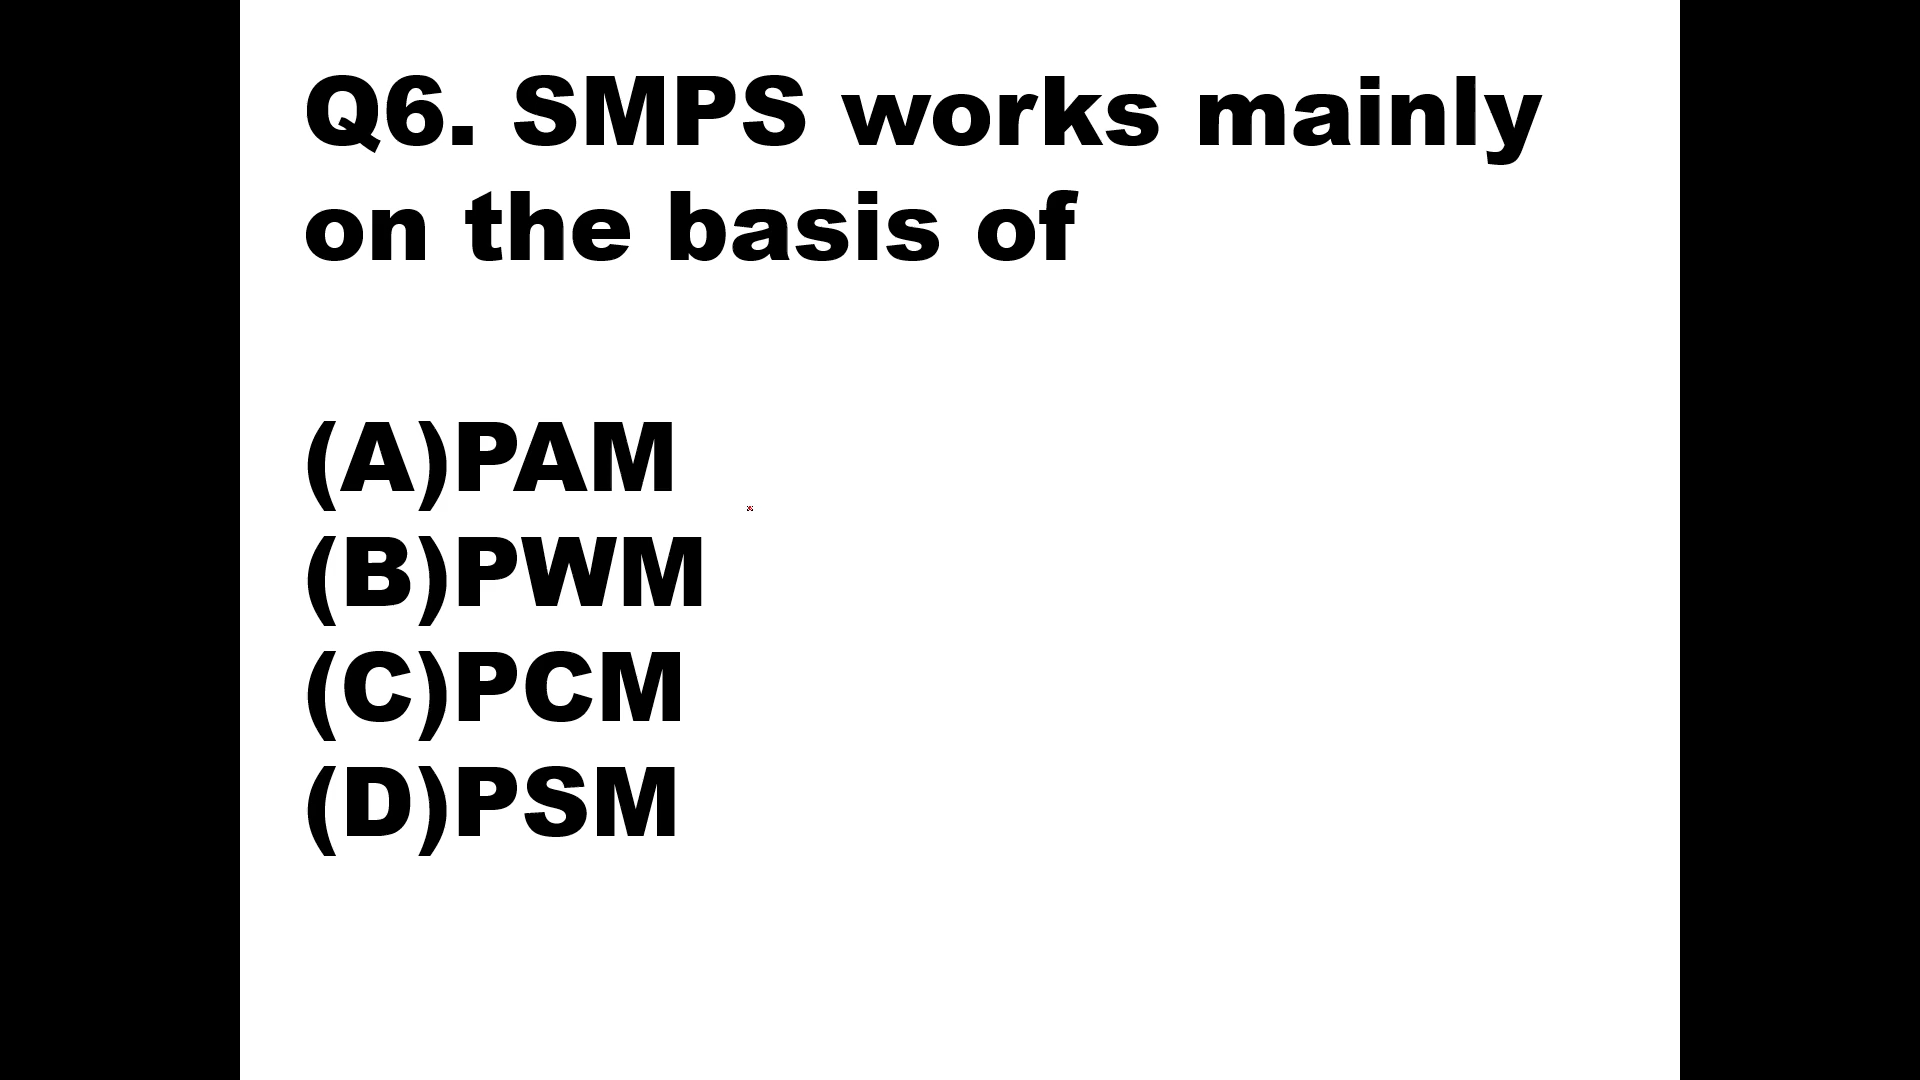 Q6. SMPS works mainly
on the basis of
(A)PAM
(B)PWM
(C)PCM
(D)PSM